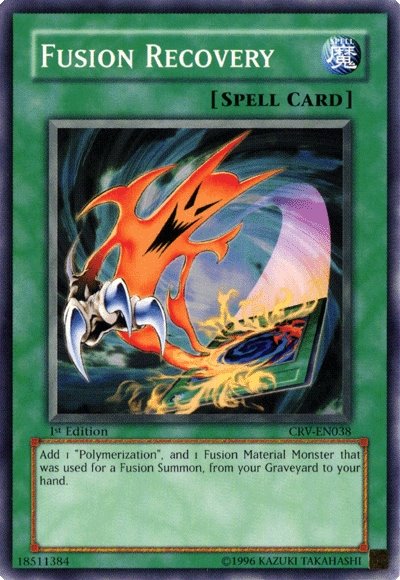 FUSION RECOVERY
SPELL
魔
[SPELL CARD]
1st Edition
CRV-EN038
Add 1 "Polymerization", and 1 Fusion Material Monster that
was used for a Fusion Summon, from your Graveyard to your
hand.
18511384
©1996 KAZUKI TAKAHASHI